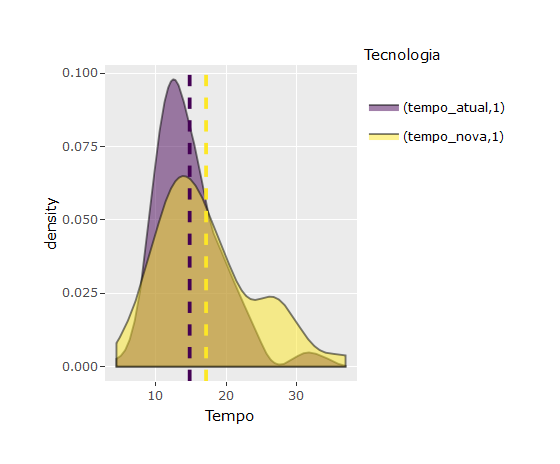 Tecnologia
(tempo_atual,1)
(tempo_nova,1)
density
0.100
0.075
0.050
0.025
0.000
10 20 30
Tempo